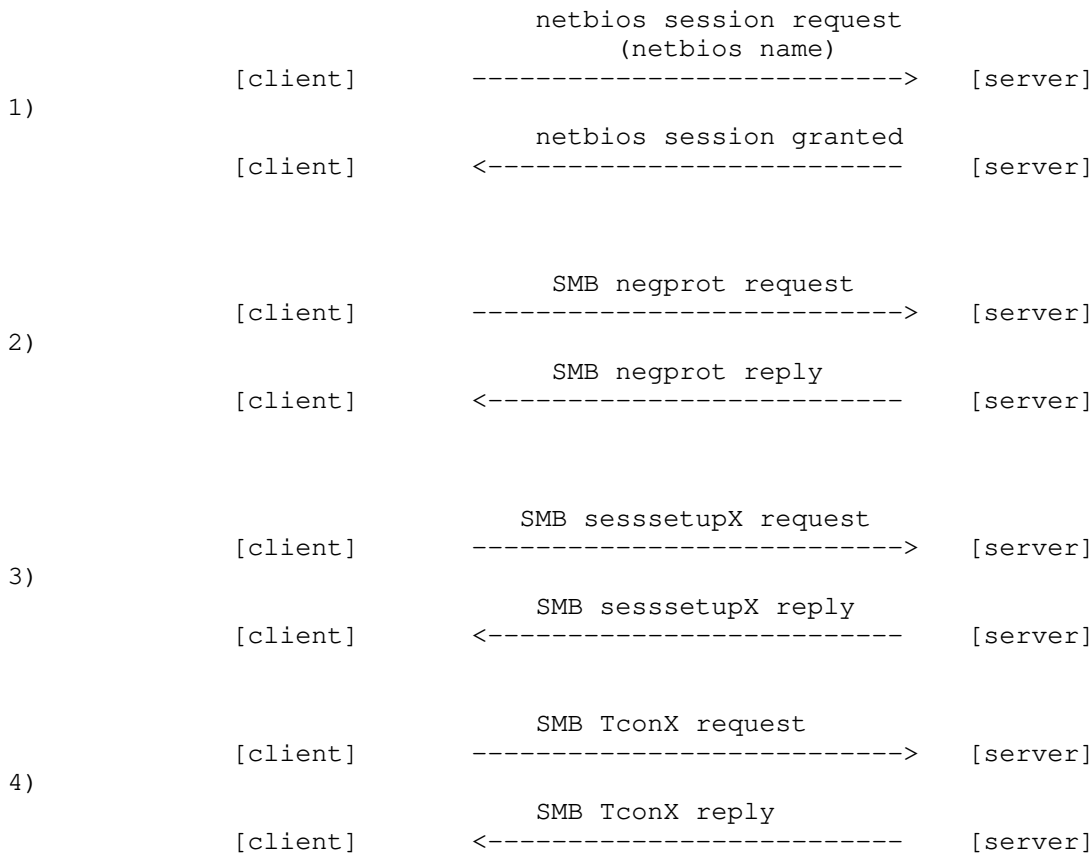 netbios session request
(netbios name)
[client] ---------------------------> [server]
1)
netbios session granted
[client] <-------------------------- [server]
SMB negprot request
[client] ---------------------------> [server]
2)
SMB negprot reply
[client] <-------------------------- [server]
SMB sesssetupX request
[client] ---------------------------> [server]
3)
SMB sesssetupX reply
[client] <-------------------------- [server]
SMB TconX request
[client] ---------------------------> [server]
4)
SMB TconX reply
[client] <-------------------------- [server]